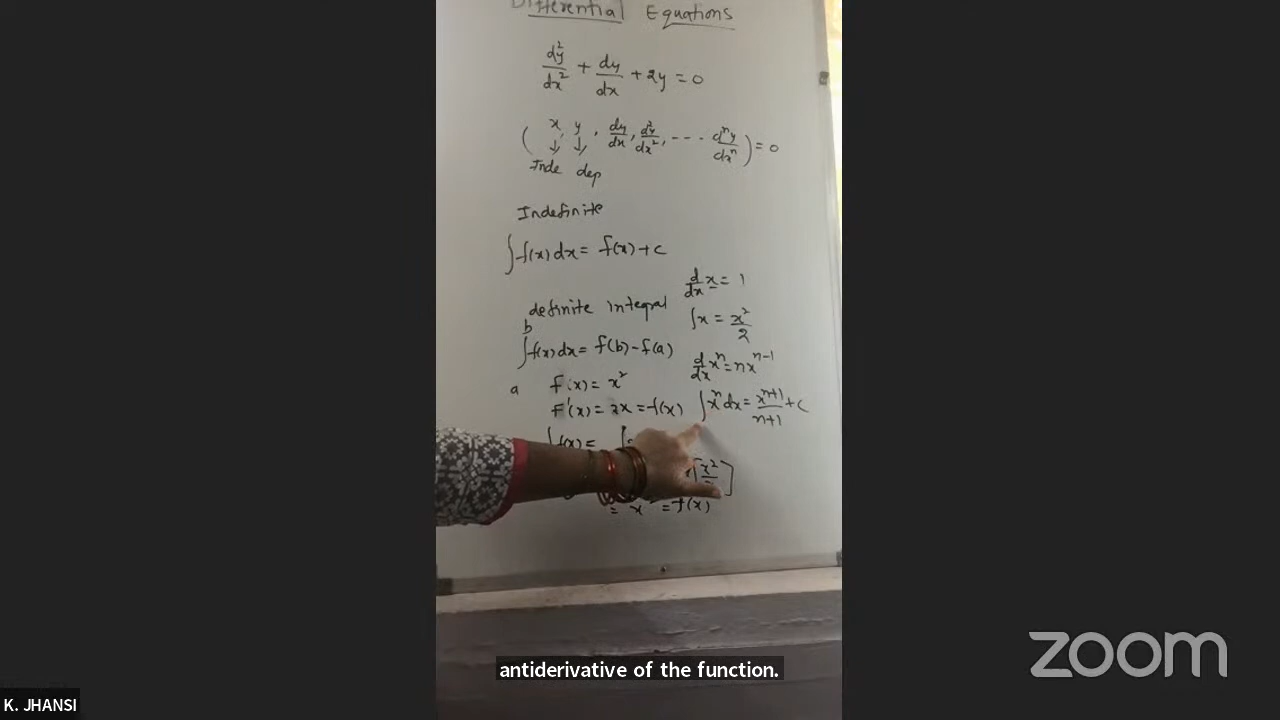 Differential Equations
d²y/dx² + dy/dx + 2y = 0
( x, y, dy/dx, d²y/dx², --- dⁿy/dxⁿ ) = 0
↓ ↓
Inde dep
Indefinite
∫f(x) dx = f(x) + c
d/dx x = 1
definite integral
∫x = x²/2
b
∫f(x) dx = f(b) - f(a)
a
d/dx xⁿ = nxⁿ⁻¹
F(x) = x²
F'(x) = 2x = f(x)
∫xⁿ dx = xⁿ⁺¹/n+1 + c
∫f(x) =
= x = f(x)
antiderivative of the function.
K. JHANSI
zoom